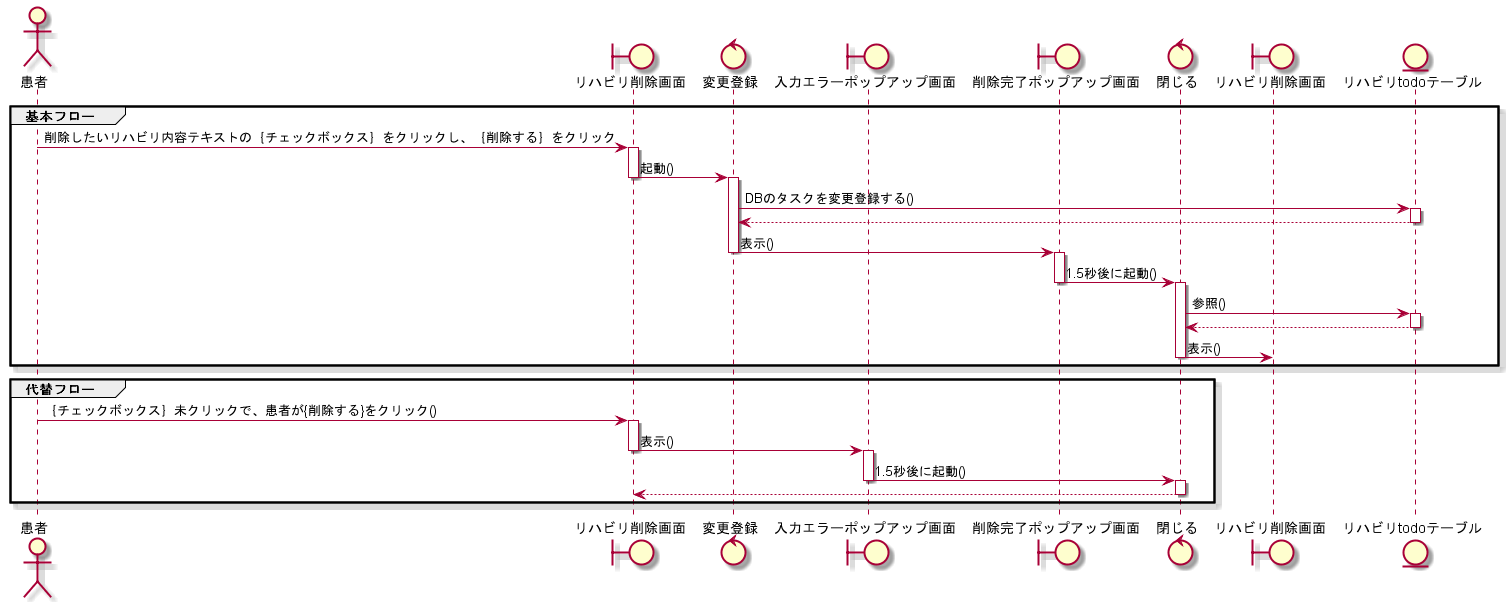 患者
リハビリ削除画面
変更登録
入力エラーポップアップ画面
削除完了ポップアップ画面
閉じる
リハビリ削除画面
リハビリtodoテーブル
基本フロー
削除したいリハビリ内容テキストの｛チェックボックス｝をクリックし、｛削除する｝をクリック
起動()
DBのタスクを変更登録する()
表示()
1.5秒後に起動()
参照()
表示()
代替フロー
｛チェックボックス｝未クリックで、患者が{削除する}をクリック()
表示()
1.5秒後に起動()
患者
リハビリ削除画面
変更登録
入力エラーポップアップ画面
削除完了ポップアップ画面
閉じる
リハビリ削除画面
リハビリtodoテーブル